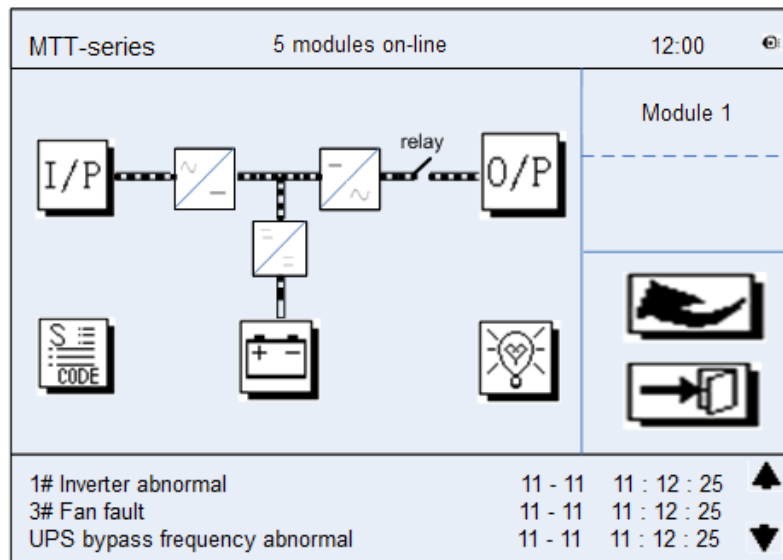 MTT-series 5 modules on-line 12:00
Module 1
relay
I/P
O/P
S
CODE
1# Inverter abnormal 11 - 11 11 : 12 : 25
3# Fan fault 11 - 11 11 : 12 : 25
UPS bypass frequency abnormal 11 - 11 11 : 12 : 25